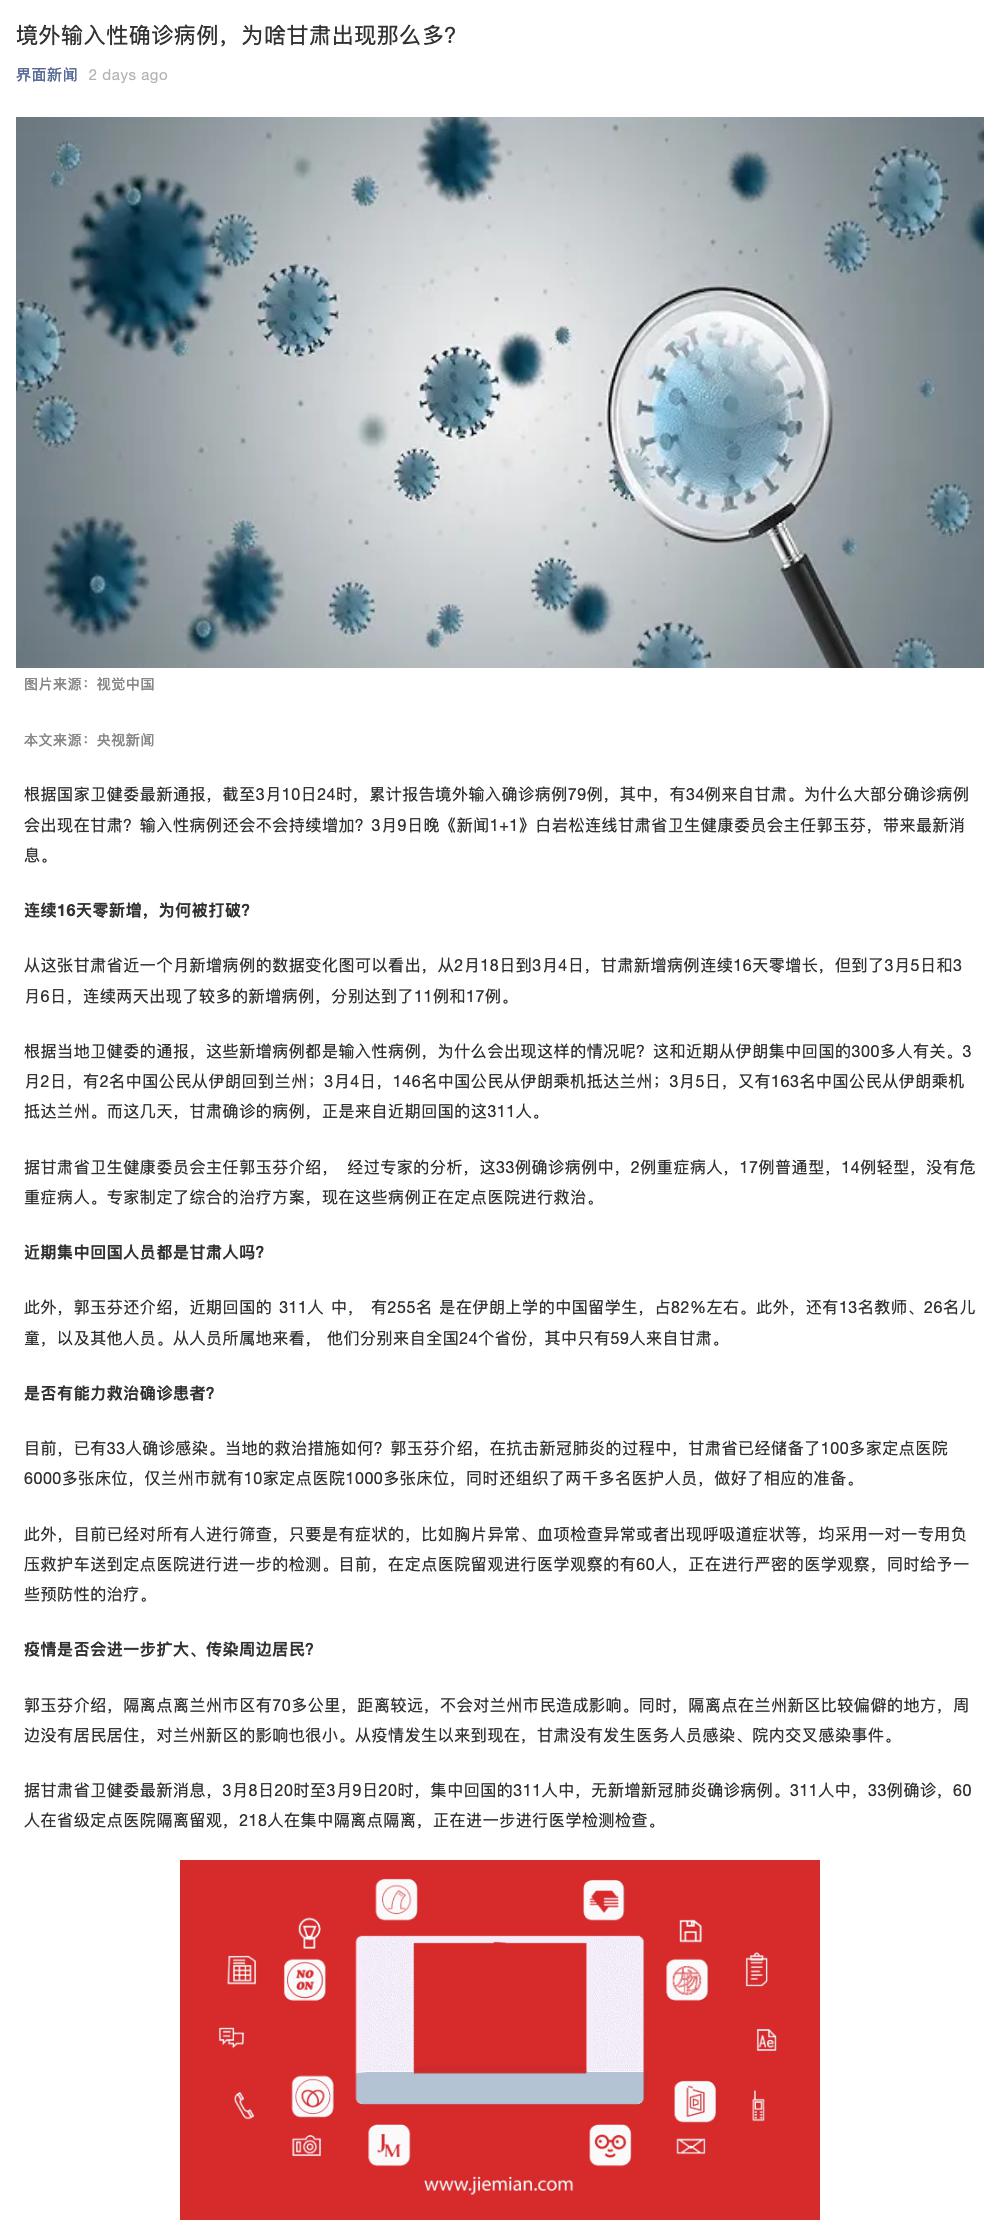 境外输入性确诊病例，为啥甘肃出现那么多？
界面新闻 2 days ago
图片来源：视觉中国
本文来源：央视新闻
根据国家卫健委最新通报，截至3月10日24时，累计报告境外输入确诊病例79例，其中，有34例来自甘肃。为什么大部分确诊病例
会出现在甘肃？输入性病例还会不会持续增加？3月9日晚《新闻1+1》白岩松连线甘肃省卫生健康委员会主任郭玉芬，带来最新消
息。
连续16天零新增，为何被打破？
从这张甘肃省近一个月新增病例的数据变化图可以看出，从2月18日到3月4日，甘肃新增病例连续16天零增长，但到了3月5日和3
月6日，连续两天出现了较多的新增病例，分别达到了11例和17例。
根据当地卫健委的通报，这些新增病例都是输入性病例，为什么会出现这样的情况呢？这和近期从伊朗集中回国的300多人有关。3
月2日，有2名中国公民从伊朗回到兰州；3月4日，146名中国公民从伊朗乘机抵达兰州；3月5日，又有163名中国公民从伊朗乘机
抵达兰州。而这几天，甘肃确诊的病例，正是来自近期回国的这311人。
据甘肃省卫生健康委员会主任郭玉芬介绍， 经过专家的分析，这33例确诊病例中，2例重症病人，17例普通型，14例轻型，没有危
重症病人。专家制定了综合的治疗方案，现在这些病例正在定点医院进行救治。
近期集中回国人员都是甘肃人吗？
此外，郭玉芬还介绍，近期回国的 311人 中， 有255名 是在伊朗上学的中国留学生，占82%左右。此外，还有13名教师、26名儿
童，以及其他人员。从人员所属地来看， 他们分别来自全国24个省份，其中只有59人来自甘肃。
是否有能力救治确诊患者？
目前，已有33人确诊感染。当地的救治措施如何？郭玉芬介绍，在抗击新冠肺炎的过程中，甘肃省已经储备了100多家定点医院
6000多张床位，仅兰州市就有10家定点医院1000多张床位，同时还组织了两千多名医护人员，做好了相应的准备。
此外，目前已经对所有人进行筛查，只要是有症状的，比如胸片异常、血项检查异常或者出现呼吸道症状等，均采用一对一专用负
压救护车送到定点医院进行进一步的检测。目前，在定点医院留观进行医学观察的有60人，正在进行严密的医学观察，同时给予一
些预防性的治疗。
疫情是否会进一步扩大、传染周边居民？
郭玉芬介绍，隔离点离兰州市区有70多公里，距离较远，不会对兰州市民造成影响。同时，隔离点在兰州新区比较偏僻的地方，周
边没有居民居住，对兰州新区的影响也很小。从疫情发生以来到现在，甘肃没有发生医务人员感染、院内交叉感染事件。
据甘肃省卫健委最新消息，3月8日20时至3月9日20时，集中回国的311人中，无新增新冠肺炎确诊病例。311人中，33例确诊，60
人在省级定点医院隔离留观，218人在集中隔离点隔离，正在进一步进行医学检测检查。
NO
ON
物
Ae
JM
www.jiemian.com